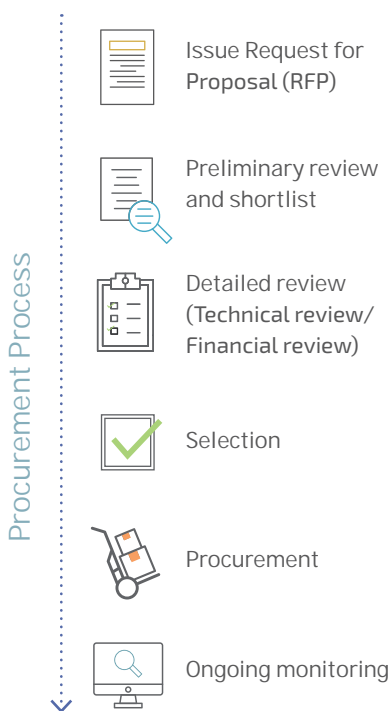 Procurement Process
Issue Request for
Proposal (RFP)
Preliminary review
and shortlist
Detailed review
(Technical review/
Financial review)
Selection
Procurement
Ongoing monitoring